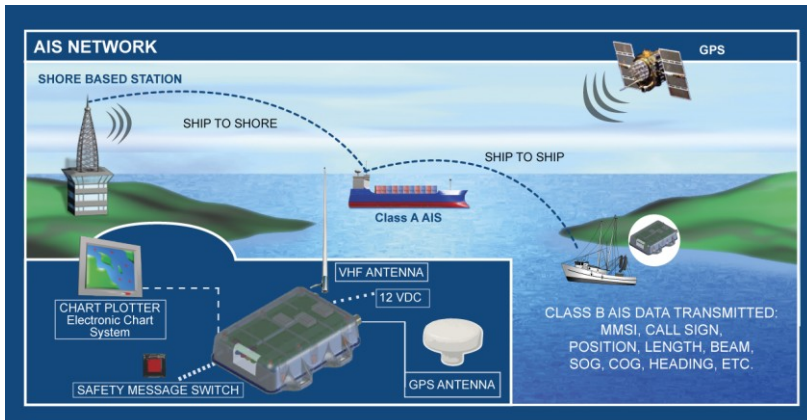 AIS NETWORK
GPS
SHORE BASED STATION
SHIP TO SHORE
SHIP TO SHIP
Class A AIS
VHF ANTENNA
12 VDC
CHART PLOTTER
Electronic Chart
System
SAFETY MESSAGE SWITCH
GPS ANTENNA
CLASS B AIS DATA TRANSMITTED:
MMSI, CALL SIGN,
POSITION, LENGTH, BEAM,
SOG, COG, HEADING, ETC.